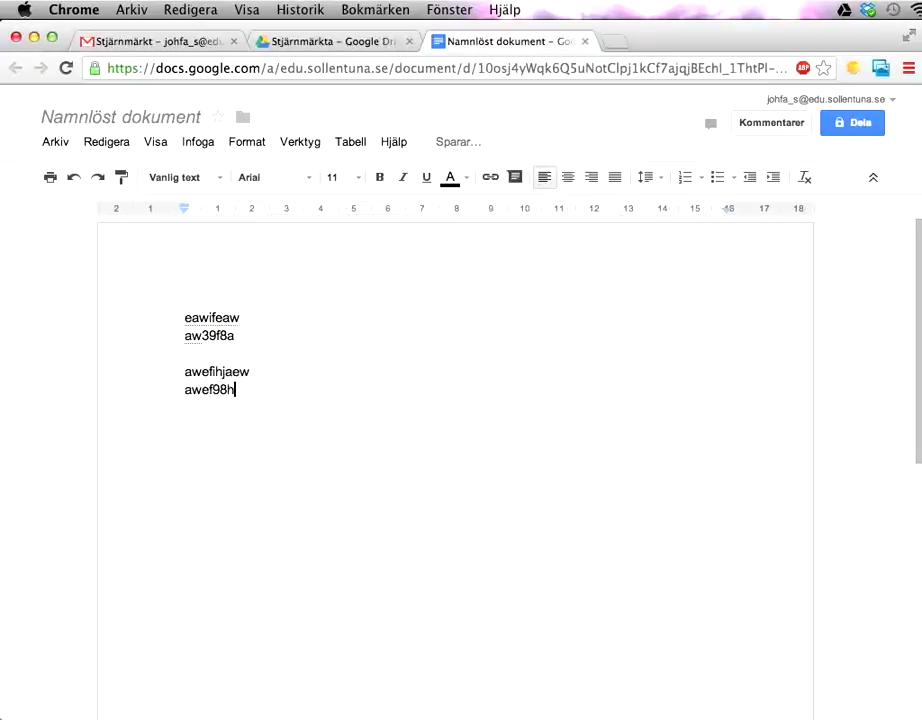 Chrome Arkiv Redigera Visa Historik Bokmärken Fönster Hjälp
Stjärnmärkt – johfa_s@edu. Stjärnmärkta – Google Dri Namnlöst dokument – Goo
https://docs.google.com/a/edu.sollentuna.se/document/d/
johfa_s@edu.sollentuna.se
Namnlöst dokument
Kommentarer Dela
Arkiv Redigera Visa Infoga Format Verktyg Tabell Hjälp Sparar...
Vanlig text Arial 11 B I U A
2 1 1 2 3 4 5 6 7 8 9 10 11 12 13 14 15 16 17 18
eawifeaw
aw39f8a
awefihjaew
awef98h